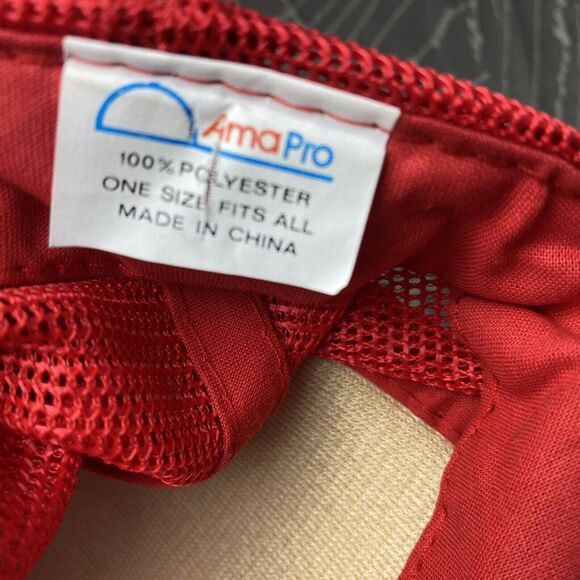 AmaPro
100% POLYESTER
ONE SIZE FITS ALL
MADE IN CHINA